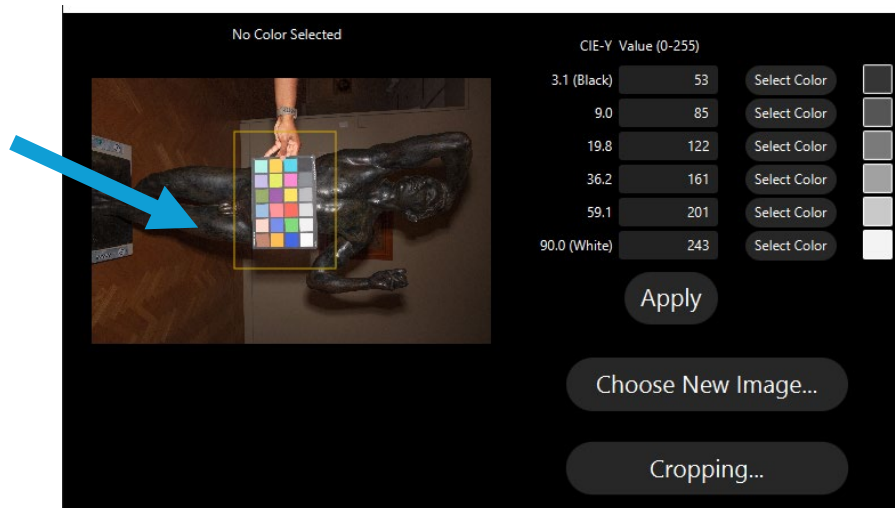 No Color Selected
CIE-Y Value (0-255)
3.1 (Black) 53 Select Color
9.0 85 Select Color
19.8 122 Select Color
36.2 161 Select Color
59.1 201 Select Color
90.0 (White) 243 Select Color
Apply
Choose New Image...
Cropping...